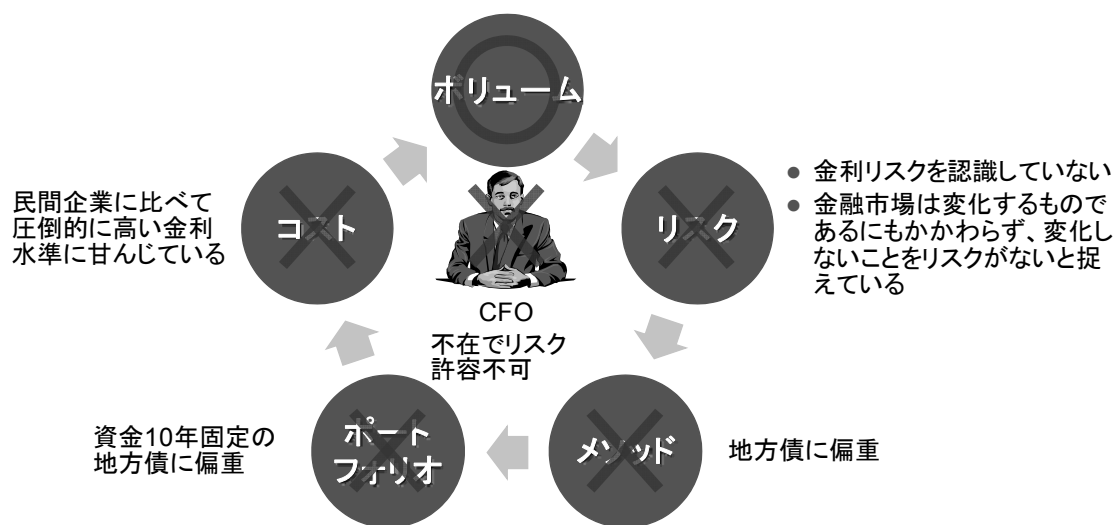 ボリューム
リスク
● 金利リスクを認識していない
● 金融市場は変化するもので
あるにもかかわらず、変化し
ないことをリスクがないと捉
えている
メソッド
地方債に偏重
ポート
フォリオ
資金10年固定の
地方債に偏重
コスト
民間企業に比べて
圧倒的に高い金利
水準に甘んじている
CFO
不在でリスク
許容不可